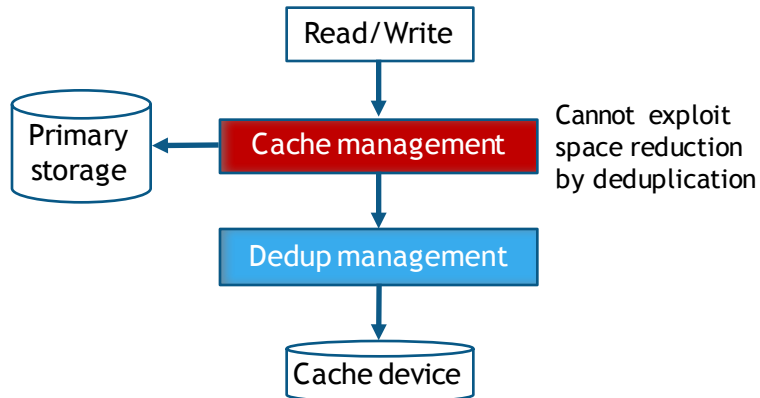 Read/Write
Primary
storage
Cache management
Cannot exploit
space reduction
by deduplication
Dedup management
Cache device